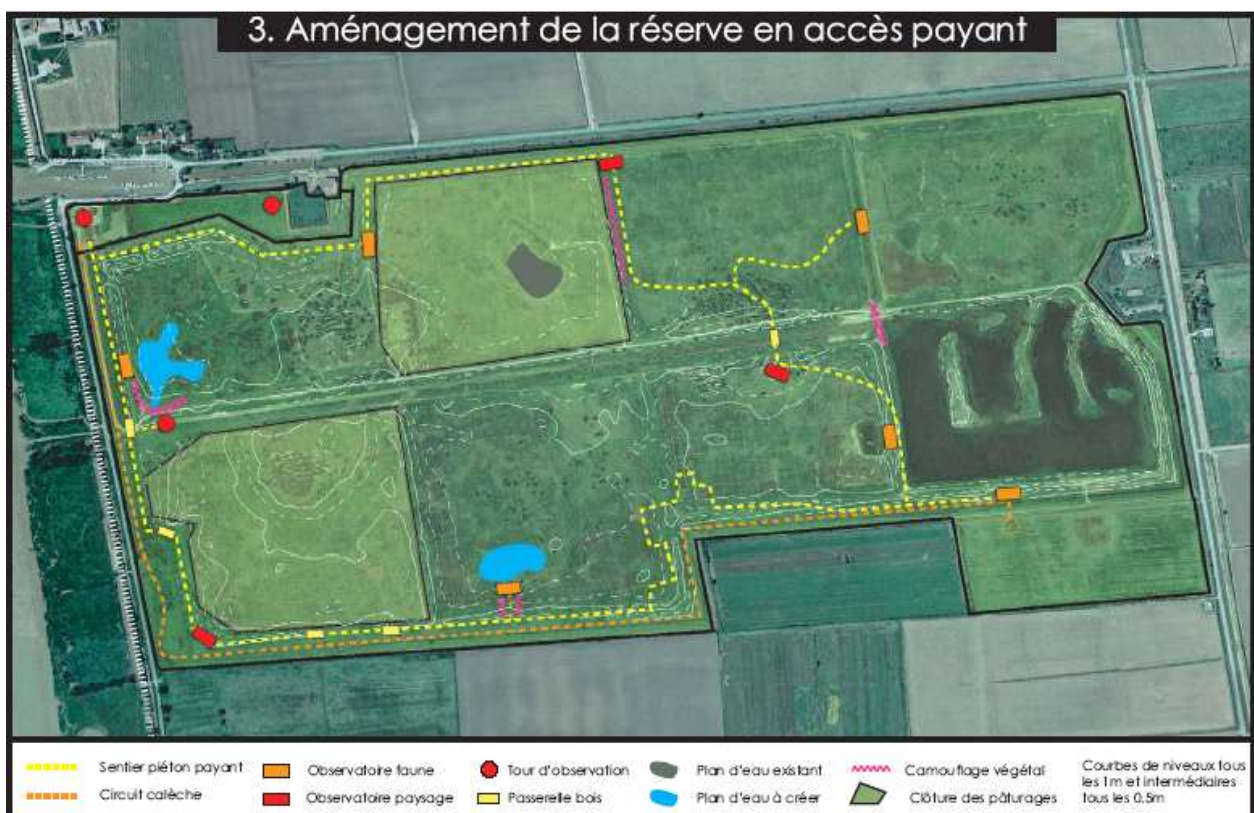 3. Aménagement de la réserve en accès payant
Sentier piéton payant
Observatoire faune
Tour d'observation
Plan d'eau existant
Camouflage végétal
Courbes de niveaux tous
les 1m et intermédiaires
tous les 0.5m
Circuit calèche
Observatoire paysage
Passerelle bois
Plan d'eau à créer
Clôture des pâturages